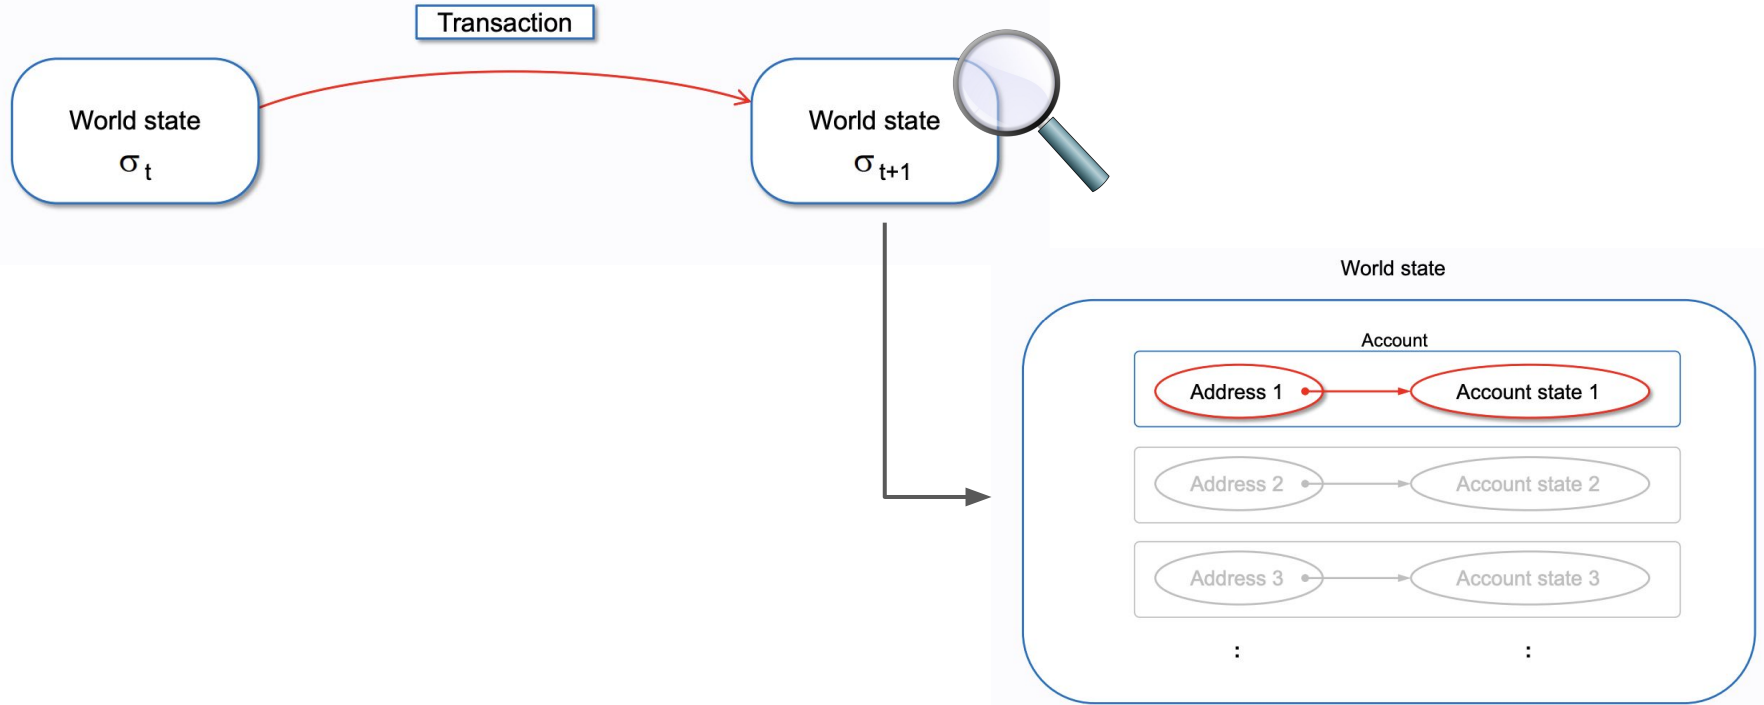 Transaction
World state
σ t
World state
σ t+1
World state
Account
Address 1
Account state 1
Address 2
Account state 2
Address 3
Account state 3
:
: